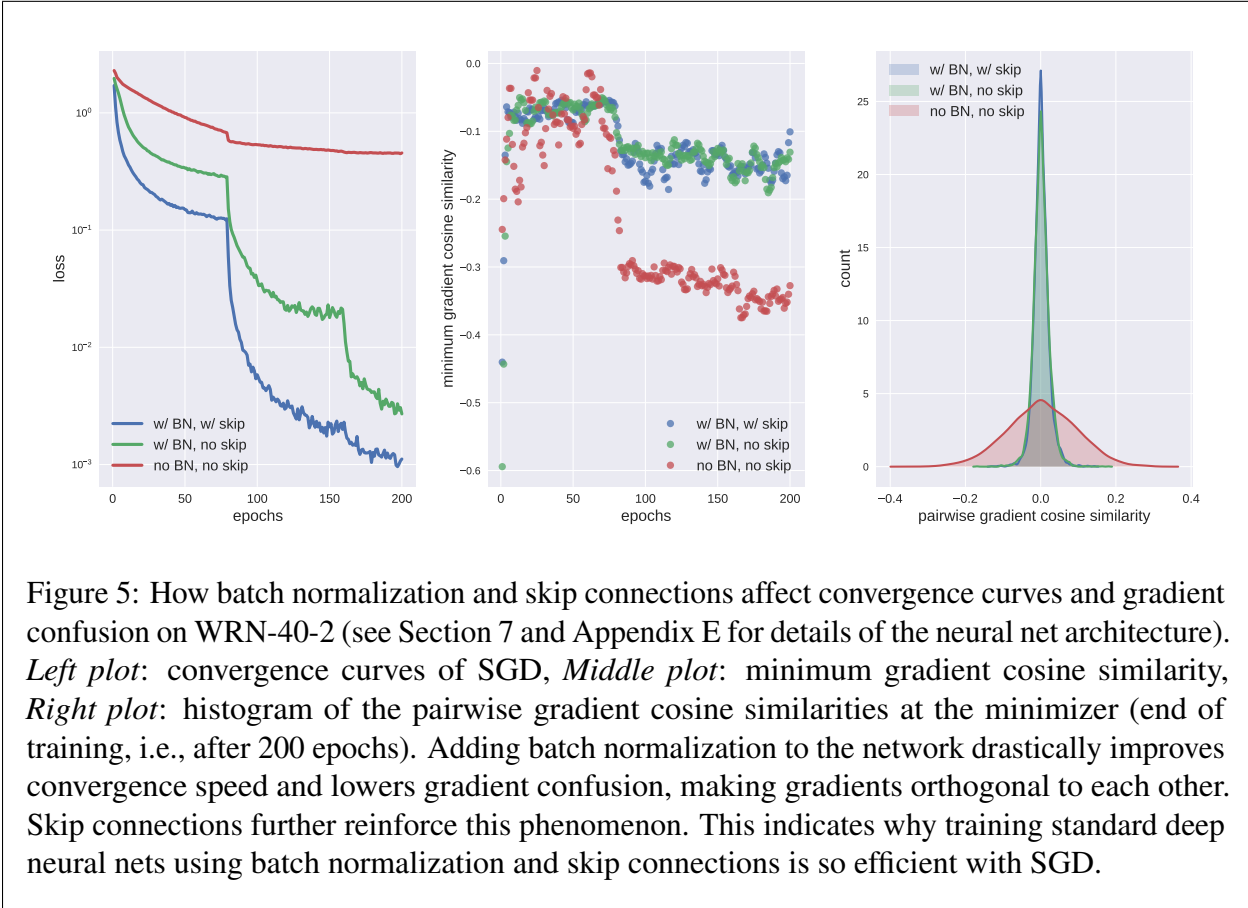 10⁰
10⁻¹
10⁻²
10⁻³
loss
w/ BN, w/ skip
w/ BN, no skip
no BN, no skip
0 50 100 150 200
epochs
0.0
−0.1
−0.2
−0.3
−0.4
−0.5
−0.6
minimum gradient cosine similarity
w/ BN, w/ skip
w/ BN, no skip
no BN, no skip
0 50 100 150 200
epochs
w/ BN, w/ skip
w/ BN, no skip
no BN, no skip
25
20
15
10
5
0
count
−0.4 −0.2 0.0 0.2 0.4
pairwise gradient cosine similarity
Figure 5: How batch normalization and skip connections affect convergence curves and gradient
confusion on WRN-40-2 (see Section 7 and Appendix E for details of the neural net architecture).
Left plot: convergence curves of SGD, Middle plot: minimum gradient cosine similarity,
Right plot: histogram of the pairwise gradient cosine similarities at the minimizer (end of
training, i.e., after 200 epochs). Adding batch normalization to the network drastically improves
convergence speed and lowers gradient confusion, making gradients orthogonal to each other.
Skip connections further reinforce this phenomenon. This indicates why training standard deep
neural nets using batch normalization and skip connections is so efficient with SGD.